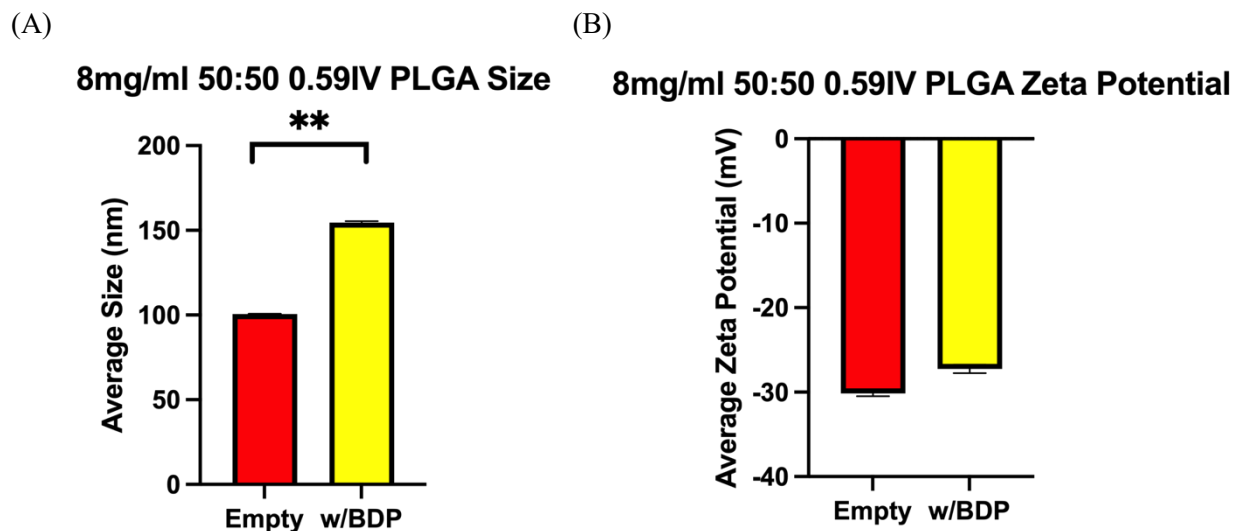 (A)
8mg/ml 50:50 0.59IV PLGA Size
**
Average Size (nm)
200
150
100
50
0
Empty w/BDP
(B)
8mg/ml 50:50 0.59IV PLGA Zeta Potential
Average Zeta Potential (mV)
0
-10
-20
-30
-40
Empty w/BDP